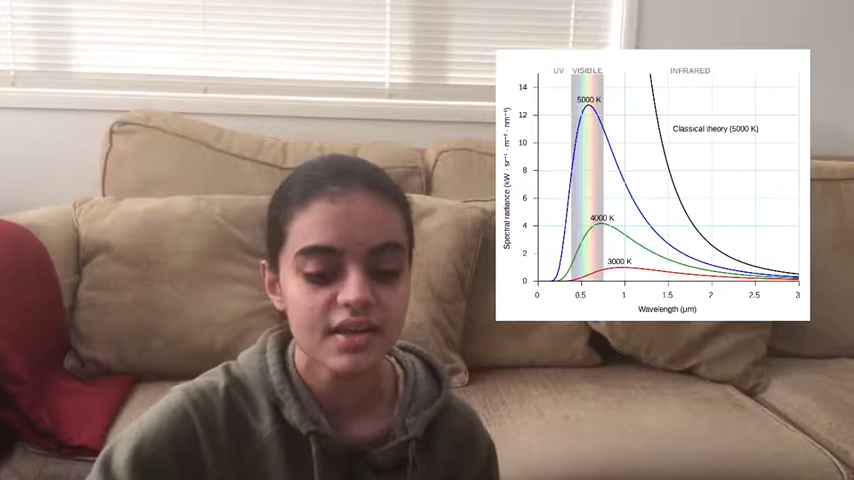 UV VISIBLE INFRARED
14
5000 K
12
Classical theory (5000 K)
10
8
6
4000 K
4
3000 K
2
0
0 0.5 1 1.5 2 2.5 3
Wavelength (μm)
Spectral radiance (kW · sr⁻¹ · m⁻² · nm⁻¹)